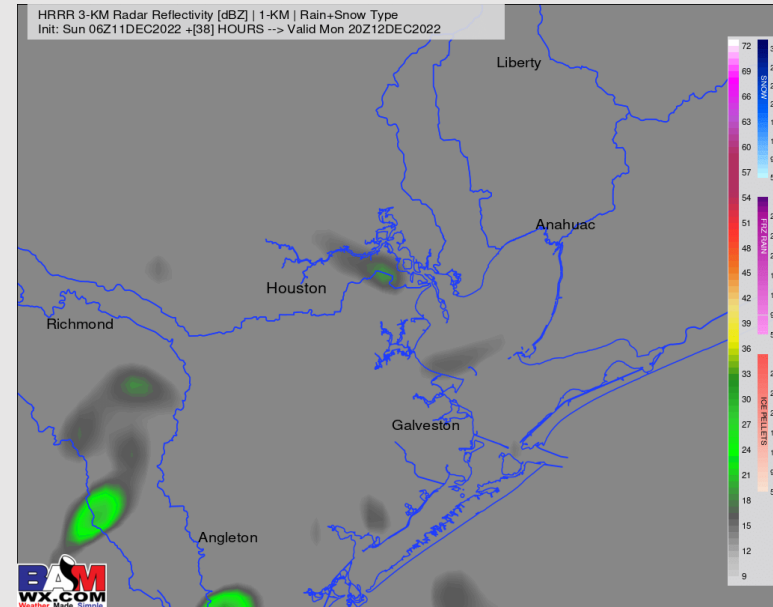 HRRR 3-KM Radar Reflectivity [dBZ] | 1-KM | Rain+Snow Type
Init: Sun 06Z11DEC2022 +[38] HOURS --> Valid Mon 20Z12DEC2022
Liberty
Anahuac
Houston
Richmond
Galveston
Angleton
72
69
66
63
60
57
54
51
48
45
42
39
36
33
30
27
24
21
18
15
12
9
SNOW
FRZ RAIN
ICE PELLETS
BAM
WX.COM
Weather Made Simple